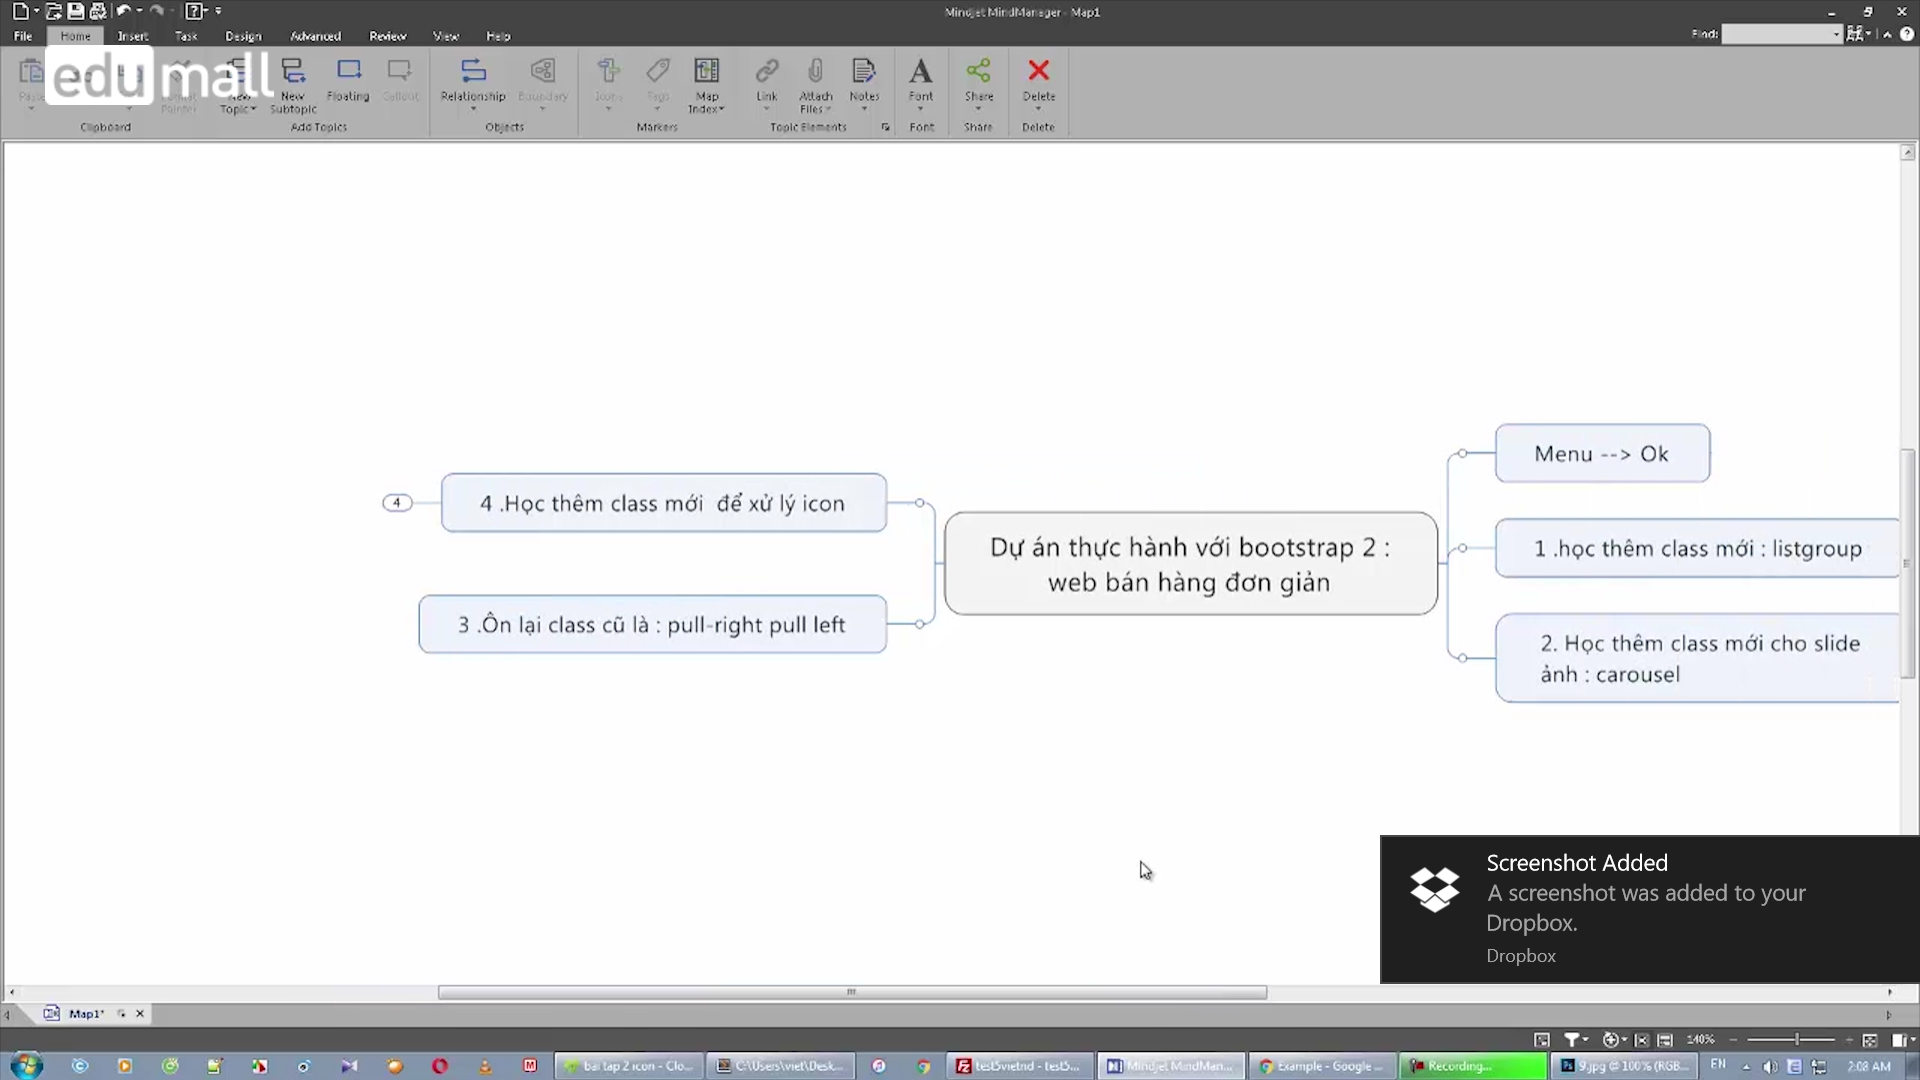 Mindjet MindManager - Map1
File Home Insert Task Design Advanced Review View Help
Find:
edumall
Relationship
Link
Floating
New Topic
New Subtopic
Map Index
Attach Files
Notes
Font
Share
Delete
Clipboard
Add Topics
Objects
Markers
Topic Elements
Font
Share
Delete
Menu --> Ok
4
4 .Học thêm class mới để xử lý icon
Dự án thực hành với bootstrap 2 :
web bán hàng đơn giản
1 .học thêm class mới : listgroup
3 .Ôn lại class cũ là : pull-right pull left
2. Học thêm class mới cho slide
ảnh : carousel
Screenshot Added
A screenshot was added to your
Dropbox.
Dropbox
Map1*
140%
bai tap 2 icon - Clo...
C:\Users\viet\Desk...
test5vietnd - test5...
Mindjet MindMan...
Example - Google ...
Recording...
9.jpg @ 100% (RGB...
EN
2:08 AM